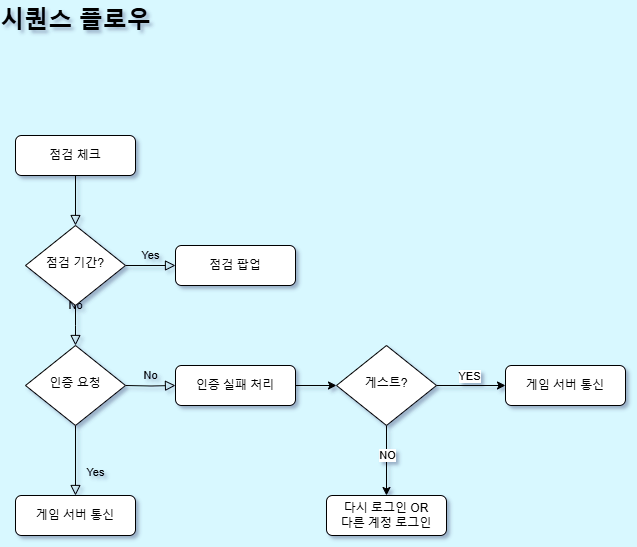 시퀀스 플로우
점검 체크
점검 기간?
Yes
점검 팝업
No
인증 요청
No
인증 실패 처리
게스트?
YES
게임 서버 통신
Yes
NO
게임 서버 통신
다시 로그인 OR
다른 계정 로그인